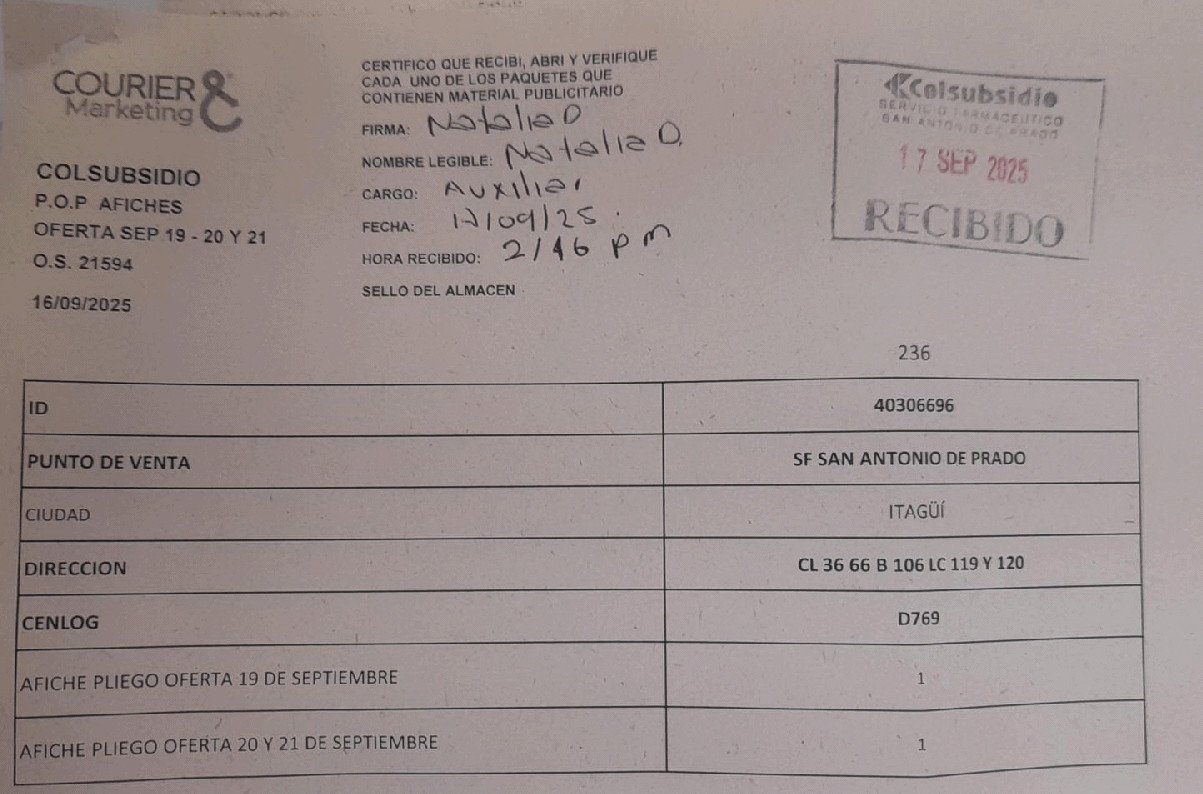 COURIER &
Marketing
COLSUBSIDIO
P.O.P AFICHES
OFERTA SEP 19 - 20 Y 21
O.S. 21594
16/09/2025
CERTIFICO QUE RECIBI, ABRI Y VERIFIQUE
CADA UNO DE LOS PAQUETES QUE
CONTIENEN MATERIAL PUBLICITARIO
FIRMA: Natalia D
NOMBRE LEGIBLE: Natalia D.
CARGO: Auxiliar
FECHA: 17/09/25.
HORA RECIBIDO: 2/46 pm
SELLO DEL ALMACEN
Colsubsidio
SERVICIO FARMACEUTICO
SAN ANTONIO DE PRADO
17 SEP 2025
RECIBIDO
236
ID 40306696
PUNTO DE VENTA SF SAN ANTONIO DE PRADO
CIUDAD ITAGÜÍ
DIRECCION CL 36 66 B 106 LC 119 Y 120
CENLOG D769
AFICHE PLIEGO OFERTA 19 DE SEPTIEMBRE 1
AFICHE PLIEGO OFERTA 20 Y 21 DE SEPTIEMBRE 1